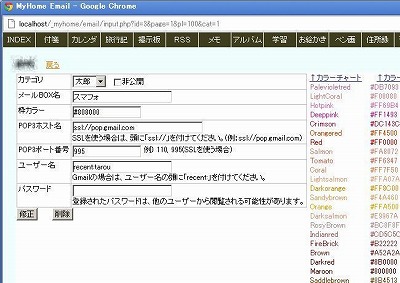 MyHome Email - Google Chrome
localhost/_myhome/email/input.php?id=3&page=1&pl=100&cat=1
INDEX 付箋 カレンダ 旅行記 掲示板 RSS メモ アルバム 学習 お絵かき ペン画 住所録
戻る
カテゴリ 太郎 □非公開
メールBOX名 スマフォ
枠カラー #000000
POP3ホスト名 ssl://pop.gmail.com
SSLを使う場合は、頭に「ssl://」を付けてください。(例:ssl://pop.gmail.com)
POP3ポート番号 995 例) 110, 995(SSLを使う場合)
ユーザー名 recent:tarou
Gmailの場合は、ユーザー名の頭に「recent:」を付けてください。
パスワード
登録されたパスワードは、他のユーザーから閲覧される可能性があります。
修正 削除
↑カラーチャート ↑カラー
Palevioletred #DB7093
LightCoral #F08080
Hotpink #FF69B4
Deeppink #FF1493
Crimson #DC143C
Orangered #FF4500
Red #FF0000
Salmon #FA8072
Tomato #FF6347
Coral #FF7F50
Lightsalmon #FFA07A
Darkorange #FF8C00
Sandybrown #F4A460
Orange #FFA500
Darksalmon #E9967A
RosyBrown #BC8F8F
Indianred #CD5C5C
FireBrick #B22222
Brown #A52A2A
Darkred #8B0000
Maroon #800000
Saddlebrown #8B4513